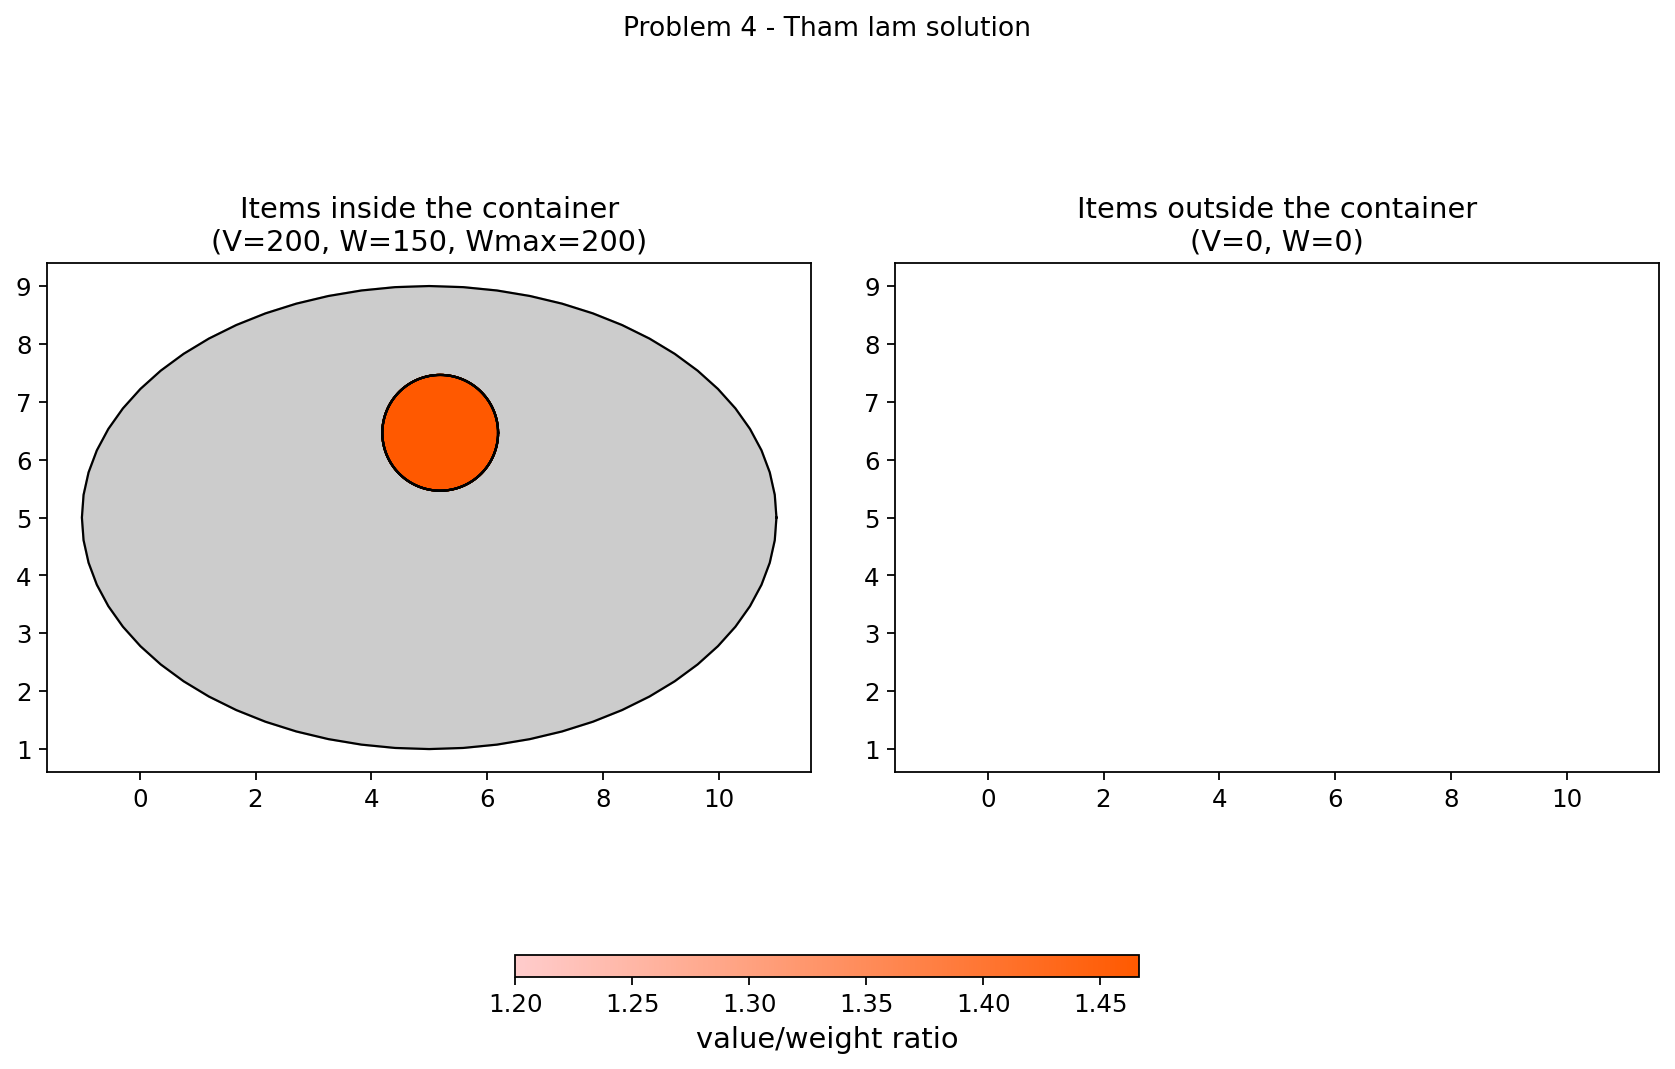 Problem 4 - Tham lam solution
Items inside the container
(V=200, W=150, Wmax=200)
9
8
7
6
5
4
3
2
1
0 2 4 6 8 10
Items outside the container
(V=0, W=0)
9
8
7
6
5
4
3
2
1
0 2 4 6 8 10
1.20 1.25 1.30 1.35 1.40 1.45
value/weight ratio